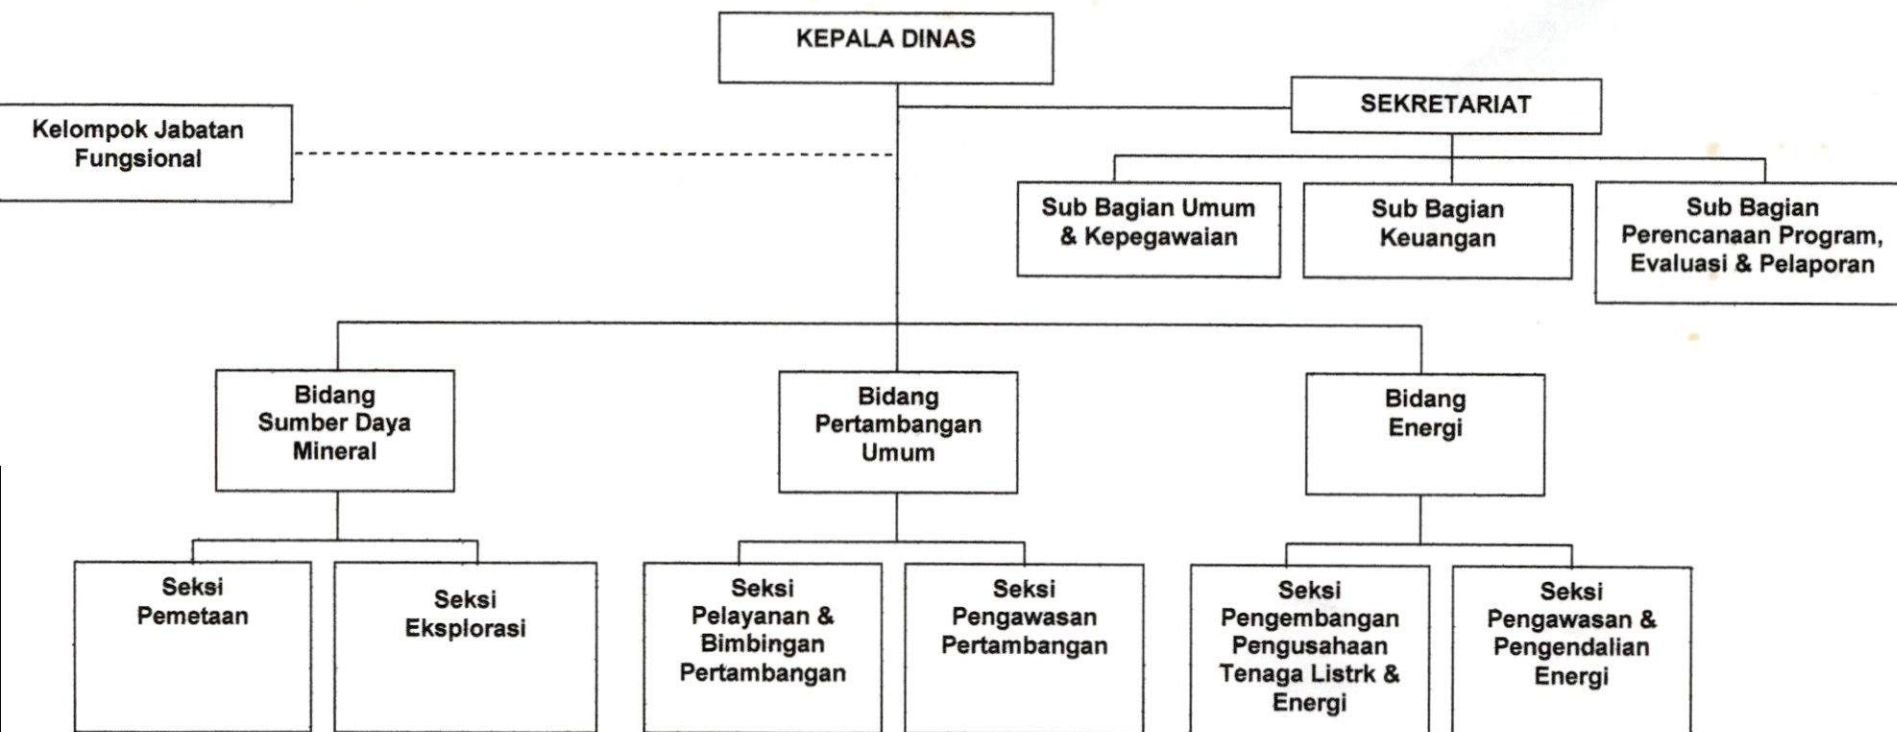 KEPALA DINAS
SEKRETARIAT
Kelompok Jabatan
Fungsional
Sub Bagian Umum
& Kepegawaian
Sub Bagian
Keuangan
Sub Bagian
Perencanaan Program,
Evaluasi & Pelaporan
Bidang
Sumber Daya
Mineral
Bidang
Pertambangan
Umum
Bidang
Energi
Seksi
Pemetaan
Seksi
Eksplorasi
Seksi
Pelayanan &
Bimbingan
Pertambangan
Seksi
Pengawasan
Pertambangan
Seksi
Pengembangan
Pengusahaan
Tenaga Listrk &
Energi
Seksi
Pengawasan &
Pengendalian
Energi